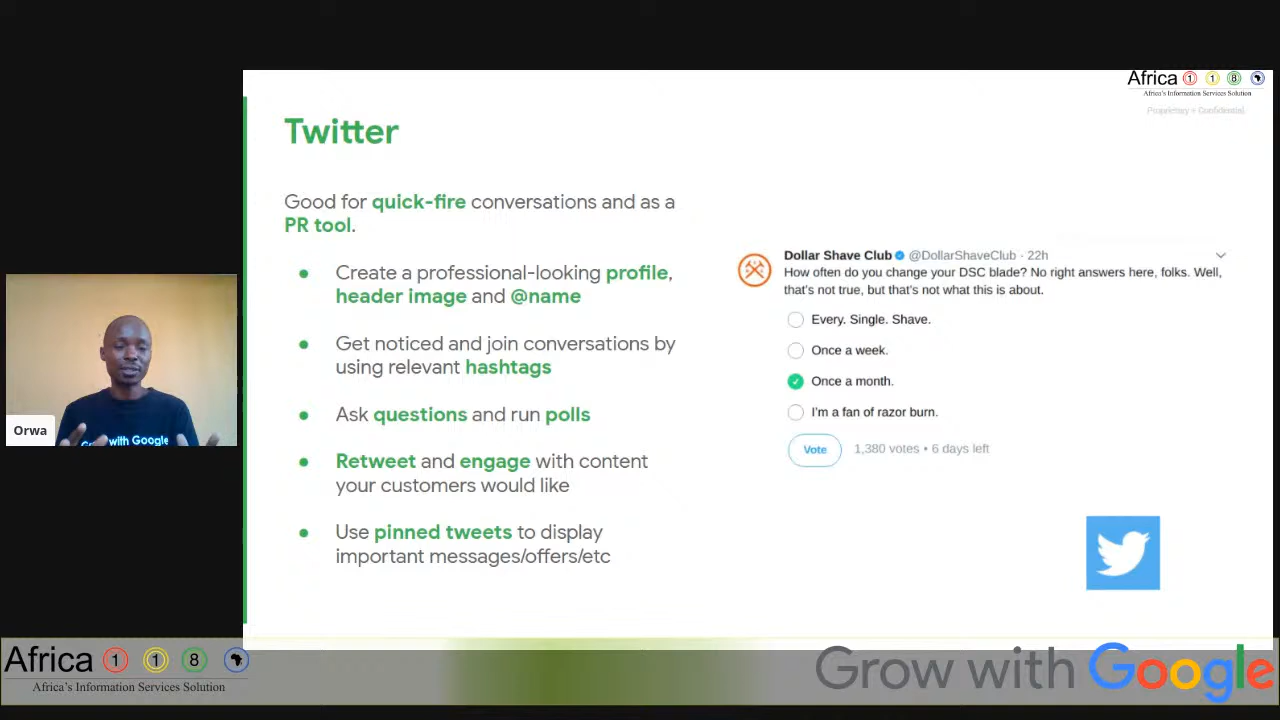 Africa 1 1 8
Africa's Information Services Solution
Proprietary + Confidential
Twitter
Good for quick-fire conversations and as a
PR tool.
● Create a professional-looking profile,
header image and @name
● Get noticed and join conversations by
using relevant hashtags
● Ask questions and run polls
● Retweet and engage with content
your customers would like
● Use pinned tweets to display
important messages/offers/etc
Dollar Shave Club @DollarShaveClub · 22h
How often do you change your DSC blade? No right answers here, folks. Well,
that's not true, but that's not what this is about.
Every. Single. Shave.
Once a week.
Once a month.
I'm a fan of razor burn.
Vote 1,380 votes • 6 days left
Orwa
Grow with Google
Africa 1 1 8
Africa's Information Services Solution
Grow with Google